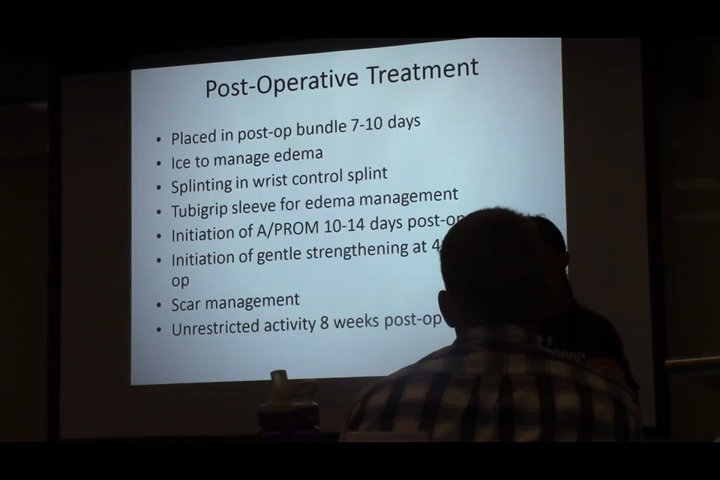 Post-Operative Treatment
• Placed in post-op bundle 7-10 days
• Ice to manage edema
• Splinting in wrist control splint
• Tubigrip sleeve for edema management
• Initiation of A/PROM 10-14 days post-op
• Initiation of gentle strengthening at 4
op
• Scar management
• Unrestricted activity 8 weeks post-op